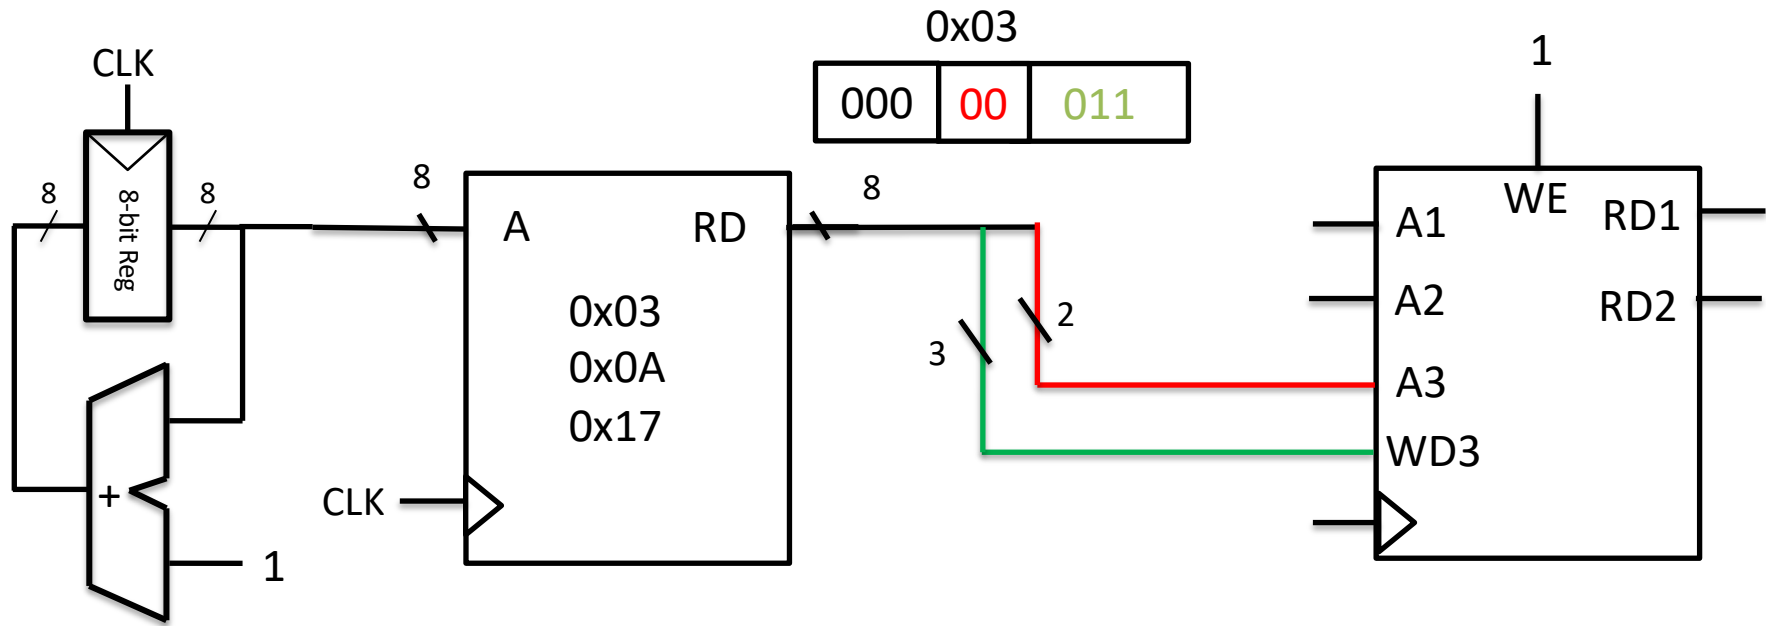 0x03
000 00 011
CLK
8
8-bit Reg
8
+
1
8
A
RD
0x03
0x0A
0x17
CLK
8
3
2
1
WE
A1
RD1
A2
RD2
A3
WD3